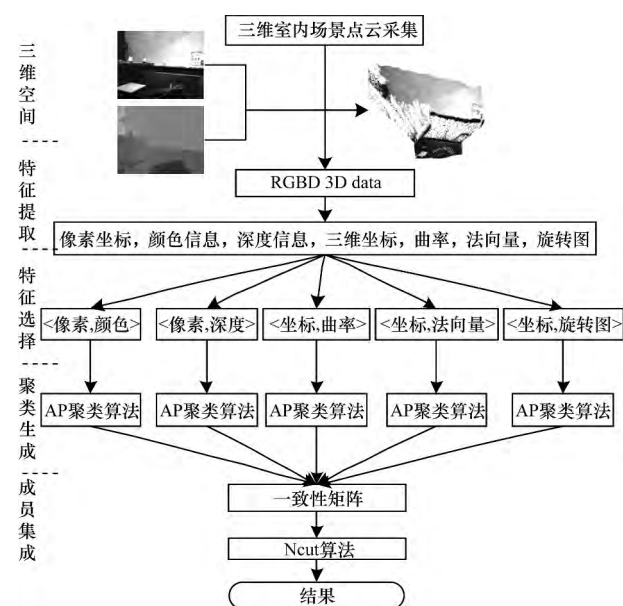 三维室内场景点云采集
三维空间
RGBD 3D data
特征提取
像素坐标，颜色信息，深度信息，三维坐标，曲率，法向量，旋转图
特征选择
<像素,颜色>
<像素,深度>
<坐标,曲率>
<坐标,法向量>
<坐标,旋转图>
聚类生成
AP聚类算法
AP聚类算法
AP聚类算法
AP聚类算法
AP聚类算法
成员集成
一致性矩阵
Ncut算法
结果